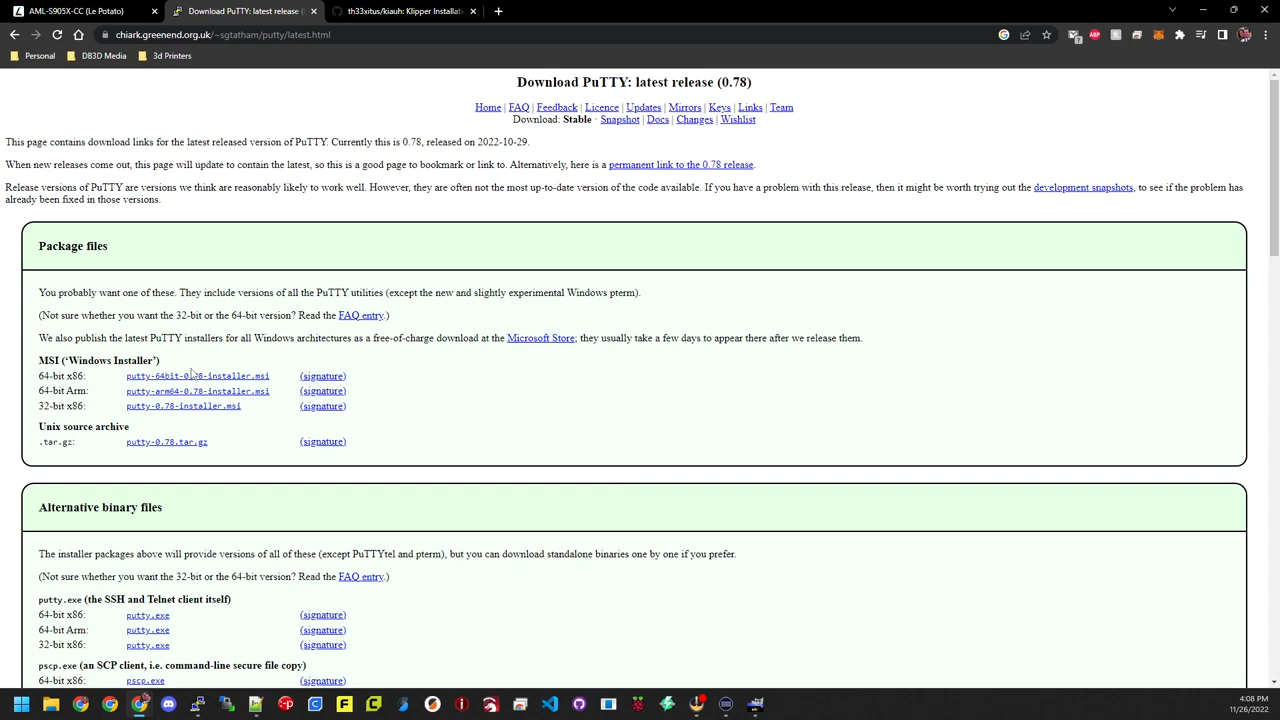 AML-S905X-CC (Le Potato)
Download PuTTY: latest release (
th33xitus/kiauh: Klipper Installat
chiark.greenend.org.uk/~sgtatham/putty/latest.html
Personal
DB3D Media
3d Printers
Download PuTTY: latest release (0.78)
Home | FAQ | Feedback | Licence | Updates | Mirrors | Keys | Links | Team
Download: Stable · Snapshot | Docs | Changes | Wishlist
This page contains download links for the latest released version of PuTTY. Currently this is 0.78, released on 2022-10-29.
When new releases come out, this page will update to contain the latest, so this is a good page to bookmark or link to. Alternatively, here is a permanent link to the 0.78 release.
Release versions of PuTTY are versions we think are reasonably likely to work well. However, they are often not the most up-to-date version of the code available. If you have a problem with this release, then it might be worth trying out the development snapshots, to see if the problem has
already been fixed in those versions.
Package files
You probably want one of these. They include versions of all the PuTTY utilities (except the new and slightly experimental Windows pterm).
(Not sure whether you want the 32-bit or the 64-bit version? Read the FAQ entry.)
We also publish the latest PuTTY installers for all Windows architectures as a free-of-charge download at the Microsoft Store; they usually take a few days to appear there after we release them.
MSI (‘Windows Installer’)
64-bit x86: putty-64bit-0.78-installer.msi (signature)
64-bit Arm: putty-arm64-0.78-installer.msi (signature)
32-bit x86: putty-0.78-installer.msi (signature)
Unix source archive
.tar.gz: putty-0.78.tar.gz (signature)
Alternative binary files
The installer packages above will provide versions of all of these (except PuTTYtel and pterm), but you can download standalone binaries one by one if you prefer.
(Not sure whether you want the 32-bit or the 64-bit version? Read the FAQ entry.)
putty.exe (the SSH and Telnet client itself)
64-bit x86: putty.exe (signature)
64-bit Arm: putty.exe (signature)
32-bit x86: putty.exe (signature)
pscp.exe (an SCP client, i.e. command-line secure file copy)
64-bit x86: pscp.exe (signature)
4:08 PM
11/26/2022